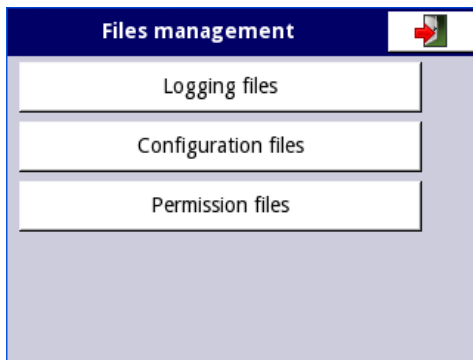 Files management
Logging files
Configuration files
Permission files